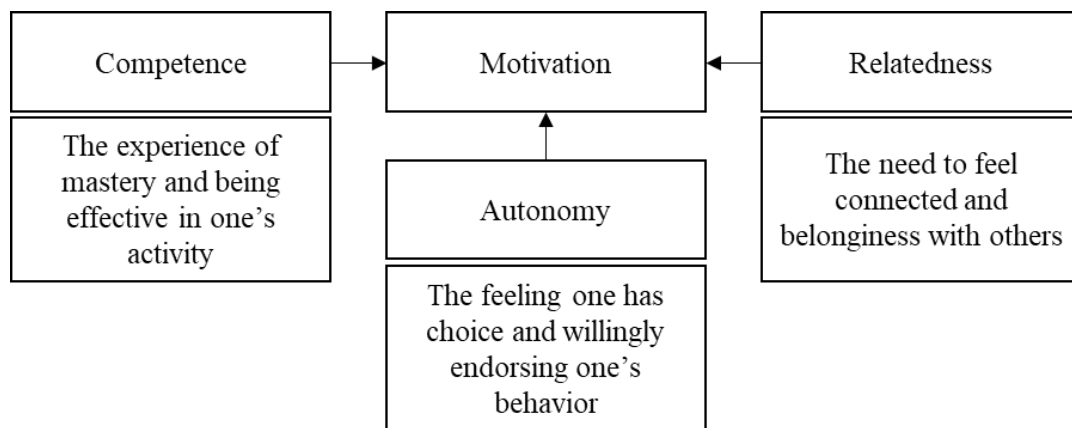 Competence
Motivation
Relatedness
The experience of
mastery and being
effective in one's
activity
Autonomy
The need to feel
connected and
belonginess with others
The feeling one has
choice and willingly
endorsing one's
behavior